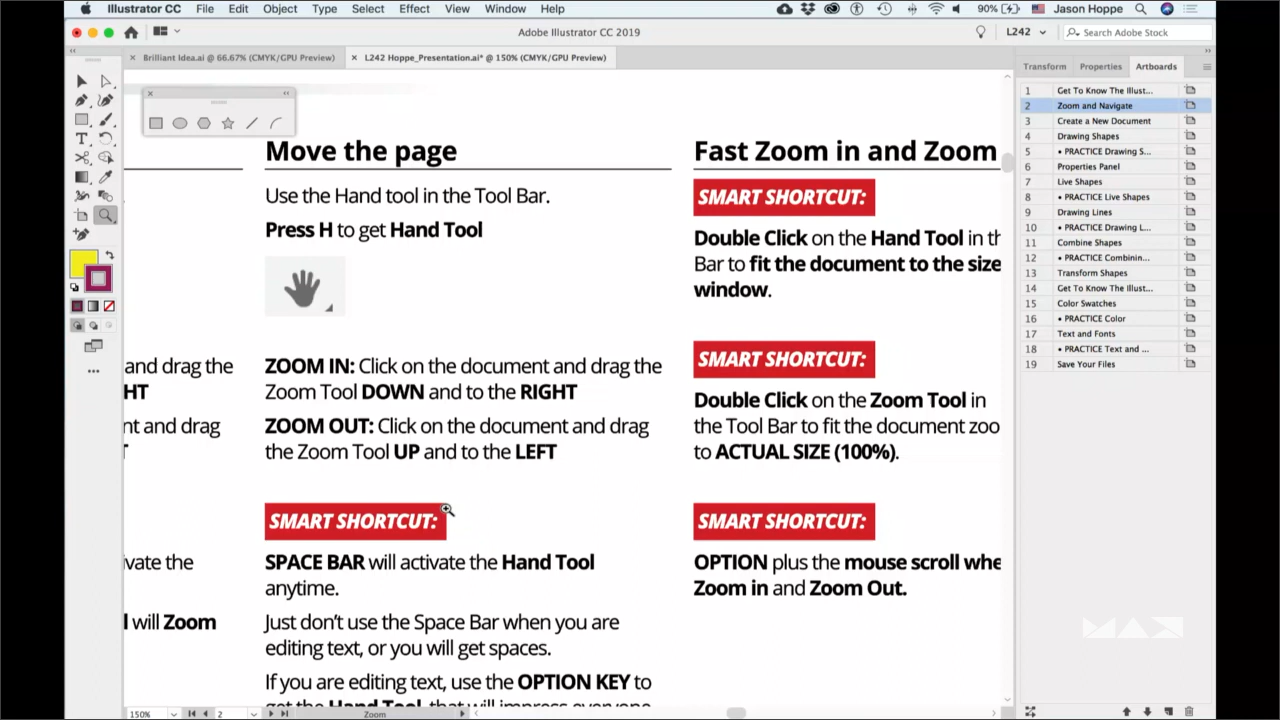 Illustrator CC File Edit Object Type Select Effect View Window Help 90% Jason Hoppe
Adobe Illustrator CC 2019 L242 Search Adobe Stock
Brilliant Idea.ai @ 66.67% (CMYK/GPU Preview) L242 Hoppe_Presentation.ai* @ 150% (CMYK/GPU Preview)
Transform Properties Artboards
1 Get To Know The Illust...
2 Zoom and Navigate
3 Create a New Document
4 Drawing Shapes
5 • PRACTICE Drawing S...
6 Properties Panel
7 Live Shapes
8 • PRACTICE Live Shapes
9 Drawing Lines
10 • PRACTICE Drawing L...
11 Combine Shapes
12 • PRACTICE Combinin...
13 Transform Shapes
14 Get To Know The Illust...
15 Color Swatches
16 • PRACTICE Color
17 Text and Fonts
18 • PRACTICE Text and ...
19 Save Your Files
and drag the
HT
nt and drag
T
ivate the
l will Zoom
Move the page
Use the Hand tool in the Tool Bar.
Press H to get Hand Tool
ZOOM IN: Click on the document and drag the
Zoom Tool DOWN and to the RIGHT
ZOOM OUT: Click on the document and drag
the Zoom Tool UP and to the LEFT
SMART SHORTCUT:
SPACE BAR will activate the Hand Tool
anytime.
Just don't use the Space Bar when you are
editing text, or you will get spaces.
If you are editing text, use the OPTION KEY to
get the Hand Tool, that will impress everyone
Fast Zoom in and Zoom
SMART SHORTCUT:
Double Click on the Hand Tool in th
Bar to fit the document to the size
window.
SMART SHORTCUT:
Double Click on the Zoom Tool in
the Tool Bar to fit the document zoo
to ACTUAL SIZE (100%).
SMART SHORTCUT:
OPTION plus the mouse scroll whe
Zoom in and Zoom Out.
MAX
150% 2 Zoom